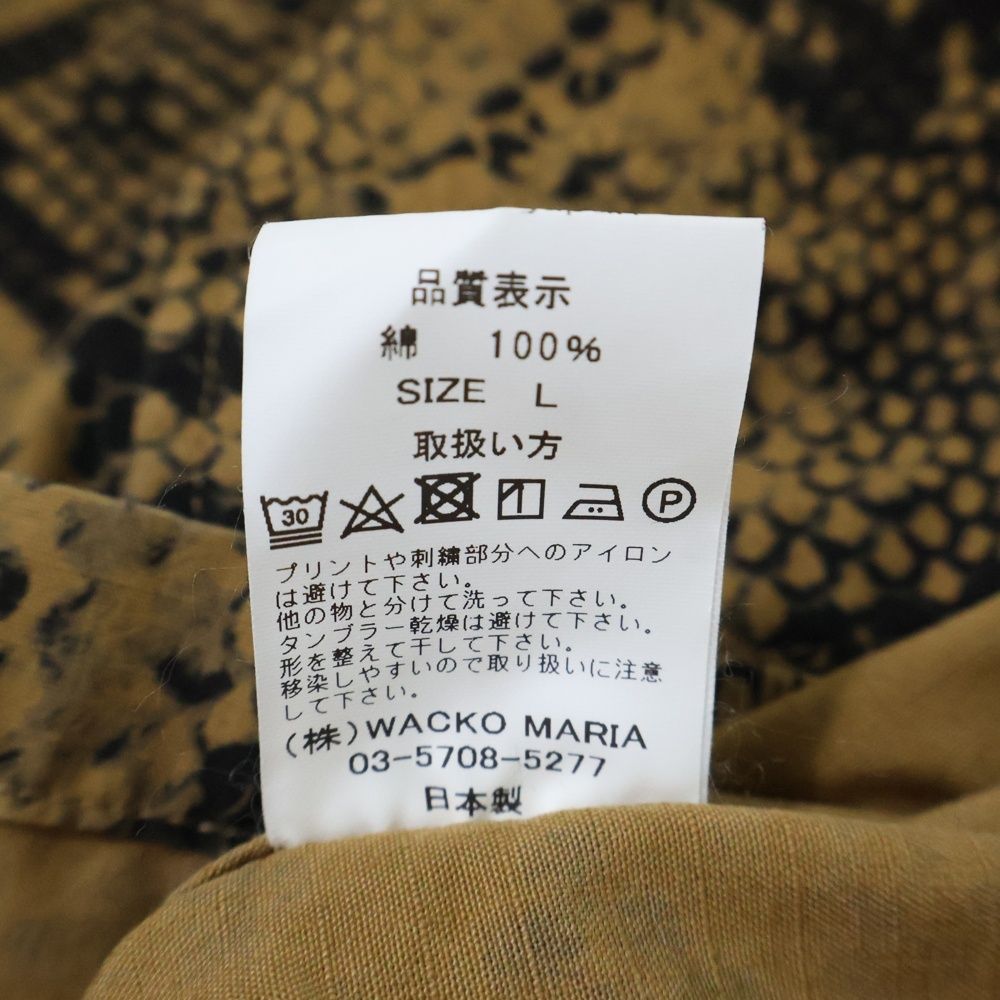 品質表示
綿 100%
SIZE L
取扱い方
30 P
プリントや刺繍部分へのアイロン
は避けて下さい。
他の物と分けて洗って下さい。
タンブラー乾燥は避けて下さい。
形を整えて干して下さい。
移染しやすいので取り扱いに注意
して下さい。
(株)WACKO MARIA
03-5708-5277
日本製